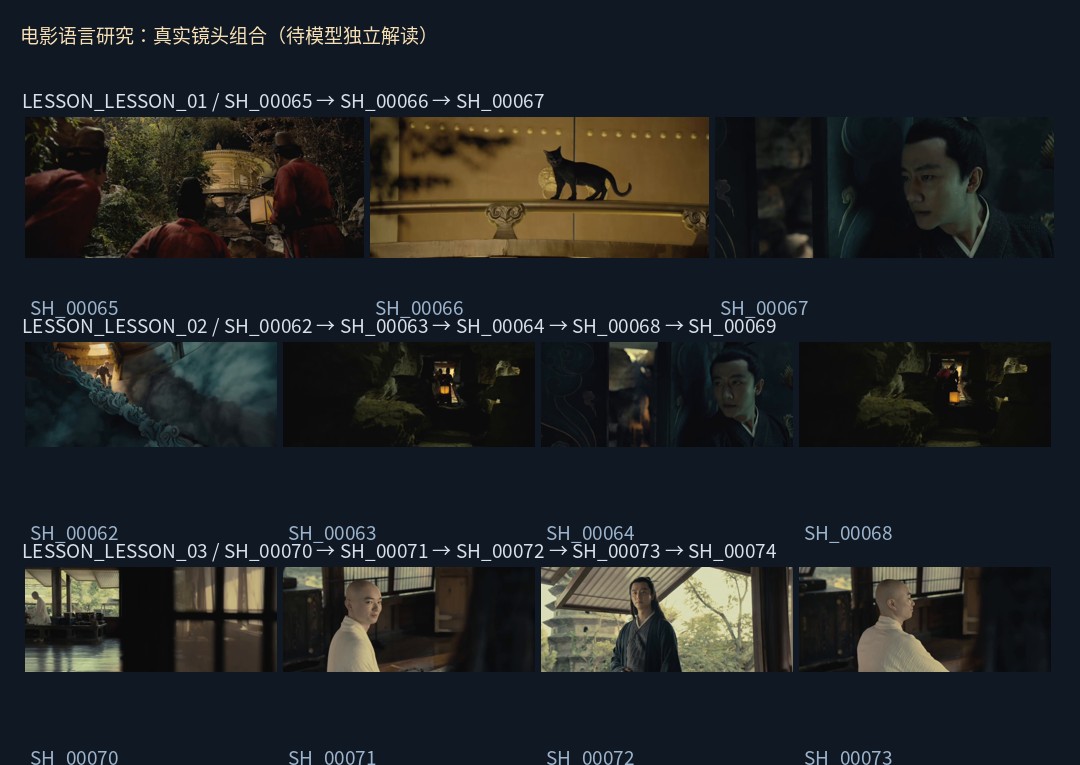 电影语言研究：真实镜头组合（待模型独立解读）
LESSON_LESSON_01 / SH_00065 → SH_00066 → SH_00067
SH_00065
SH_00066
SH_00067
LESSON_LESSON_02 / SH_00062 → SH_00063 → SH_00064 → SH_00068 → SH_00069
SH_00062
SH_00063
SH_00064
SH_00068
LESSON_LESSON_03 / SH_00070 → SH_00071 → SH_00072 → SH_00073 → SH_00074
SH_00070
SH_00071
SH_00072
SH_00073